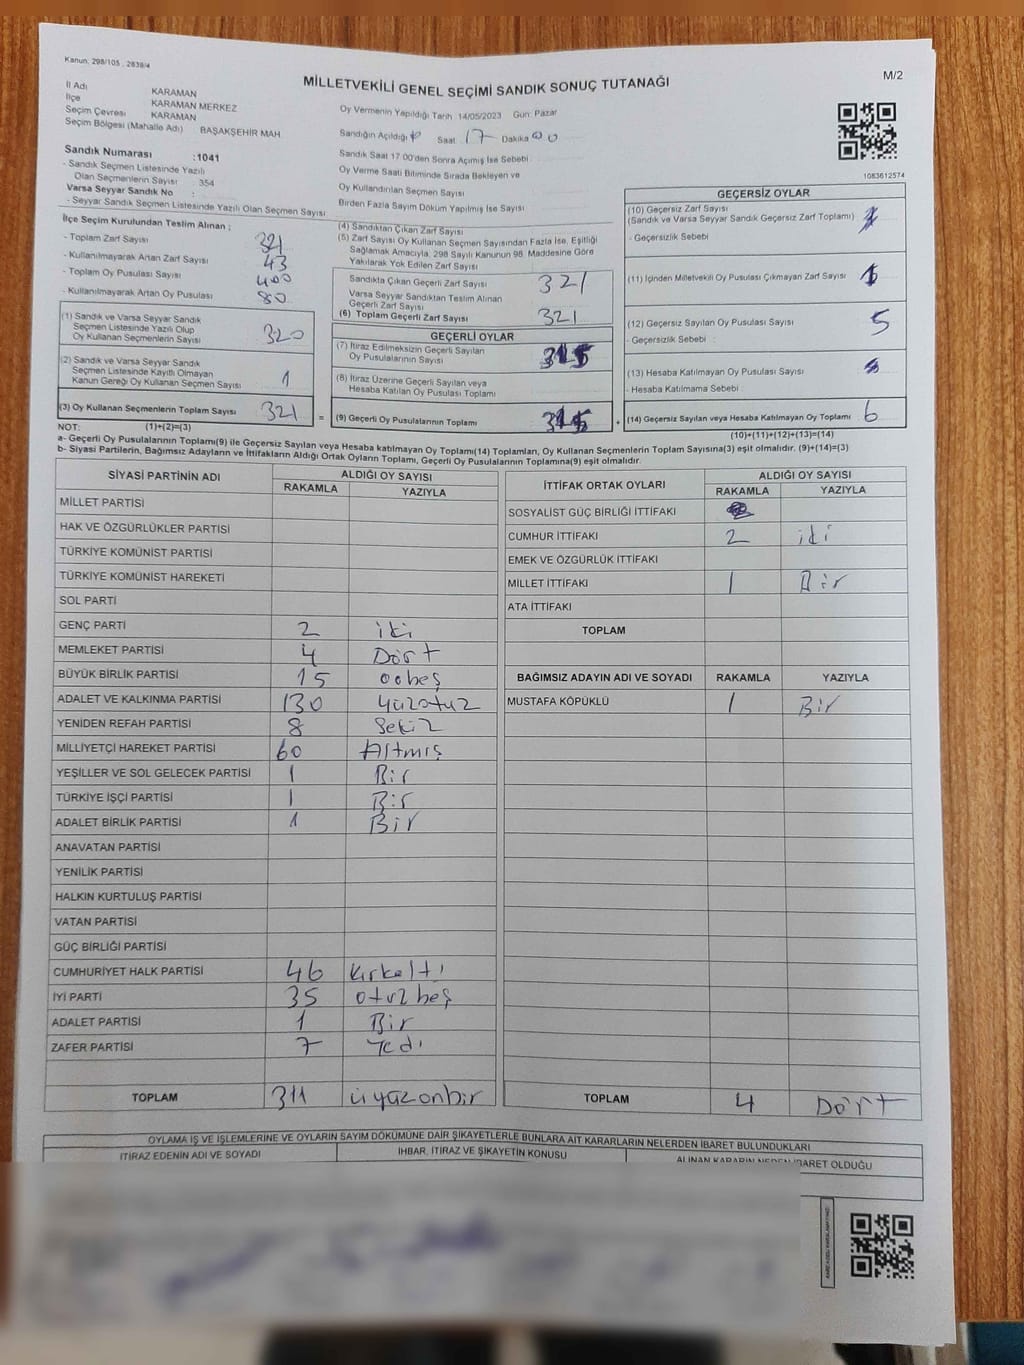 Kanun. 298/105 , 2839/4
MİLLETVEKİLİ GENEL SEÇİMİ SANDIK SONUÇ TUTANAĞI
M/2
İl Adı KARAMAN
İlçe KARAMAN MERKEZ
Seçim Çevresi KARAMAN
Seçim Bölgesi (Mahalle Adı) BAŞAKŞEHİR MAH
Oy Vermenin Yapıldığı Tarih 14/05/2023 Gün: Pazar
Sandığın Açıldığı Saat 17 Dakika 00
Sandık Saat 17:00'den Sonra Açımış İse Sebebi
Oy Verme Saati Bitiminde Sırada Bekleyen ve
Oy Kullandırılan Seçmen Sayısı
Birden Fazla Sayım Döküm Yapılmış İse Sayısı
1083612574
Sandık Numarası :1041
- Sandık Seçmen Listesinde Yazılı
Olan Seçmenlerin Sayısı : 354
Varsa Seyyar Sandık No :
- Seyyar Sandık Seçmen Listesinde Yazılı Olan Seçmen Sayısı
İlçe Seçim Kurulundan Teslim Alınan ;
- Toplam Zarf Sayısı 321
- Kullanılmayarak Artan Zarf Sayısı 43
- Toplam Oy Pusulası Sayısı 400
- Kullanılmayarak Artan Oy Pusulası 80
(1) Sandık ve Varsa Seyyar Sandık
Seçmen Listesinde Yazılı Olup
Oy Kullanan Seçmenlerin Sayısı 320
(2) Sandık ve Varsa Seyyar Sandık
Seçmen Listesinde Kayıtlı Olmayan
Kanun Gereği Oy Kullanan Seçmen Sayısı 1
(3) Oy Kullanan Seçmenlerin Toplam Sayısı 321 =
(4) Sandıktan Çıkan Zarf Sayısı
(5) Zarf Sayısı Oy Kullanan Seçmen Sayısından Fazla İse, Eşitliği
Sağlamak Amacıyla, 298 Sayılı Kanunun 98. Maddesine Göre
Yakılarak Yok Edilen Zarf Sayısı
Sandıkta Çıkan Geçerli Zarf Sayısı 321
Varsa Seyyar Sandıktan Teslim Alınan
Geçerli Zarf Sayısı
(6) Toplam Geçerli Zarf Sayısı 321
GEÇERLİ OYLAR
(7) İtiraz Edilmeksizin Geçerli Sayılan
Oy Pusulalarının Sayısı 315
(8) İtiraz Üzerine Geçerli Sayılan veya
Hesaba Katılan Oy Pusulaları Toplamı
(9) Geçerli Oy Pusulalarının Toplamı 315 +
GEÇERSİZ OYLAR
(10) Geçersiz Zarf Sayısı
(Sandık ve Varsa Seyyar Sandık Geçersiz Zarf Toplamı)
- Geçersizlik Sebebi
(11) İçinden Milletvekili Oy Pusulası Çıkmayan Zarf Sayısı
(12) Geçersiz Sayılan Oy Pusulası Sayısı 5
- Geçersizlik Sebebi :
(13) Hesaba Katılmayan Oy Pusulası Sayısı
- Hesaba Katılmama Sebebi
(14) Geçersiz Sayılan veya Hesaba Katılmayan Oy Toplamı 6
NOT: (1)+(2)=(3)
(10)+(11)+(12)+(13)=(14)
a- Geçerli Oy Pusulalarının Toplamı(9) ile Geçersiz Sayılan veya Hesaba katılmayan Oy Toplamı(14) Toplamları, Oy Kullanan Seçmenlerin Toplam Sayısına(3) eşit olmalıdır. (9)+(14)=(3)
b- Siyasi Partilerin, Bağımsız Adayların ve İttifakların Aldığı Ortak Oyların Toplamı, Geçerli Oy Pusulalarının Toplamına(9) eşit olmalıdır.
SİYASİ PARTİNİN ADI ALDIĞI OY SAYISI
RAKAMLA YAZIYLA
MİLLET PARTİSİ
HAK VE ÖZGÜRLÜKLER PARTİSİ
TÜRKİYE KOMÜNİST PARTİSİ
TÜRKİYE KOMÜNİST HAREKETİ
SOL PARTİ
GENÇ PARTİ 2 iki
MEMLEKET PARTİSİ 4 Dört
BÜYÜK BİRLİK PARTİSİ 15 onbeş
ADALET VE KALKINMA PARTİSİ 130 yüzotuz
YENİDEN REFAH PARTİSİ 8 Sekiz
MİLLİYETÇİ HAREKET PARTİSİ 60 Altmış
YEŞİLLER VE SOL GELECEK PARTİSİ 1 Bir
TÜRKİYE İŞÇİ PARTİSİ 1 Bir
ADALET BİRLİK PARTİSİ 1 Bir
ANAVATAN PARTİSİ
YENİLİK PARTİSİ
HALKIN KURTULUŞ PARTİSİ
VATAN PARTİSİ
GÜÇ BİRLİĞİ PARTİSİ
CUMHURİYET HALK PARTİSİ 46 Kırkaltı
İYİ PARTİ 35 otuzbeş
ADALET PARTİSİ 1 Bir
ZAFER PARTİSİ 7 Yedi
TOPLAM 311 üçyüzonbir
İTTİFAK ORTAK OYLARI ALDIĞI OY SAYISI
RAKAMLA YAZIYLA
SOSYALİST GÜÇ BİRLİĞİ İTTİFAKI
CUMHUR İTTİFAKI 2 iki
EMEK VE ÖZGÜRLÜK İTTİFAKI
MİLLET İTTİFAKI 1 Bir
ATA İTTİFAKI
TOPLAM
BAĞIMSIZ ADAYIN ADI VE SOYADI RAKAMLA YAZIYLA
MUSTAFA KÖPÜKLÜ 1 Bir
TOPLAM 4 Dört
OYLAMA İŞ VE İŞLEMLERİNE VE OYLARIN SAYIM DÖKÜMÜNE DAİR ŞİKAYETLERLE BUNLARA AİT KARARLARIN NELERDEN İBARET BULUNDUKLARI
İTİRAZ EDENİN ADI VE SOYADI İHBAR, İTİRAZ VE ŞİKAYETİN KONUSU ALINAN KARARIN NEDEN İBARET OLDUĞU